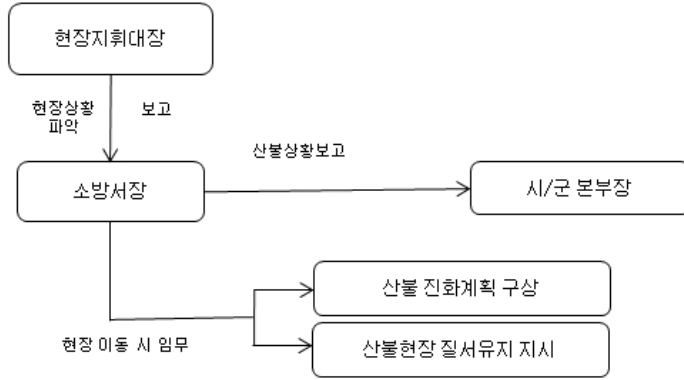 현장지휘대장
현장상황
파악
보고
산불상황보고
소방서장
시/군 본부장
산불 진화계획 구상
현장 이동 시 임무
산불현장 질서유지 지시